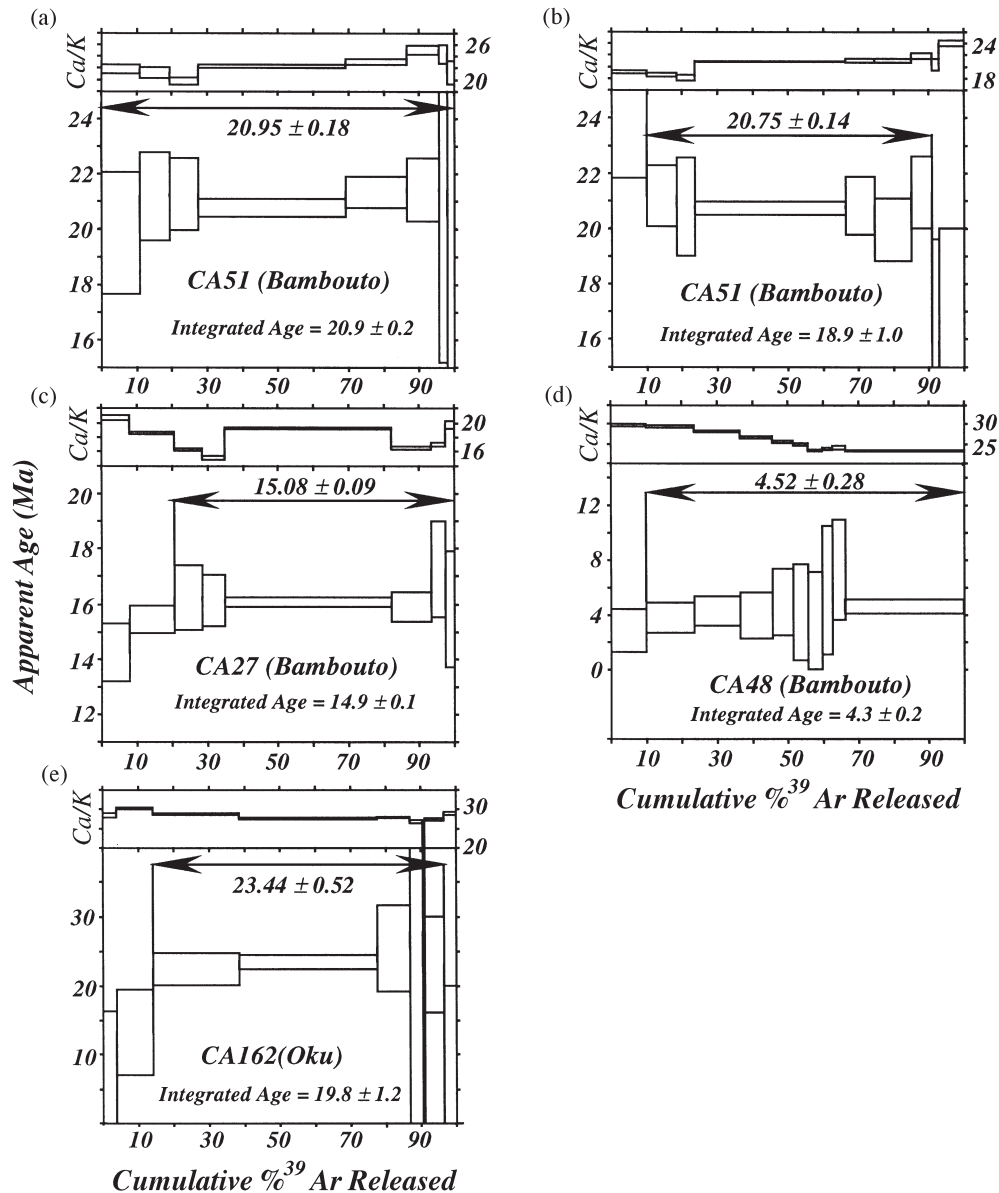 (a)
Ca/K
26
20
24
22
20
18
16
20.95 ± 0.18
CA51 (Bambouto)
Integrated Age = 20.9 ± 0.2
10 30 50 70 90
(b)
Ca/K
24
18
24
22
20
18
16
20.75 ± 0.14
CA51 (Bambouto)
Integrated Age = 18.9 ± 1.0
10 30 50 70 90
(c)
Ca/K
20
16
20
18
16
14
12
15.08 ± 0.09
CA27 (Bambouto)
Integrated Age = 14.9 ± 0.1
10 30 50 70 90
(d)
Ca/K
30
25
12
8
4
0
4.52 ± 0.28
CA48 (Bambouto)
Integrated Age = 4.3 ± 0.2
10 30 50 70 90
Cumulative %39 Ar Released
Apparent Age (Ma)
(e)
Ca/K
30
20
30
20
10
23.44 ± 0.52
CA162(Oku)
Integrated Age = 19.8 ± 1.2
10 30 50 70 90
Cumulative %39 Ar Released